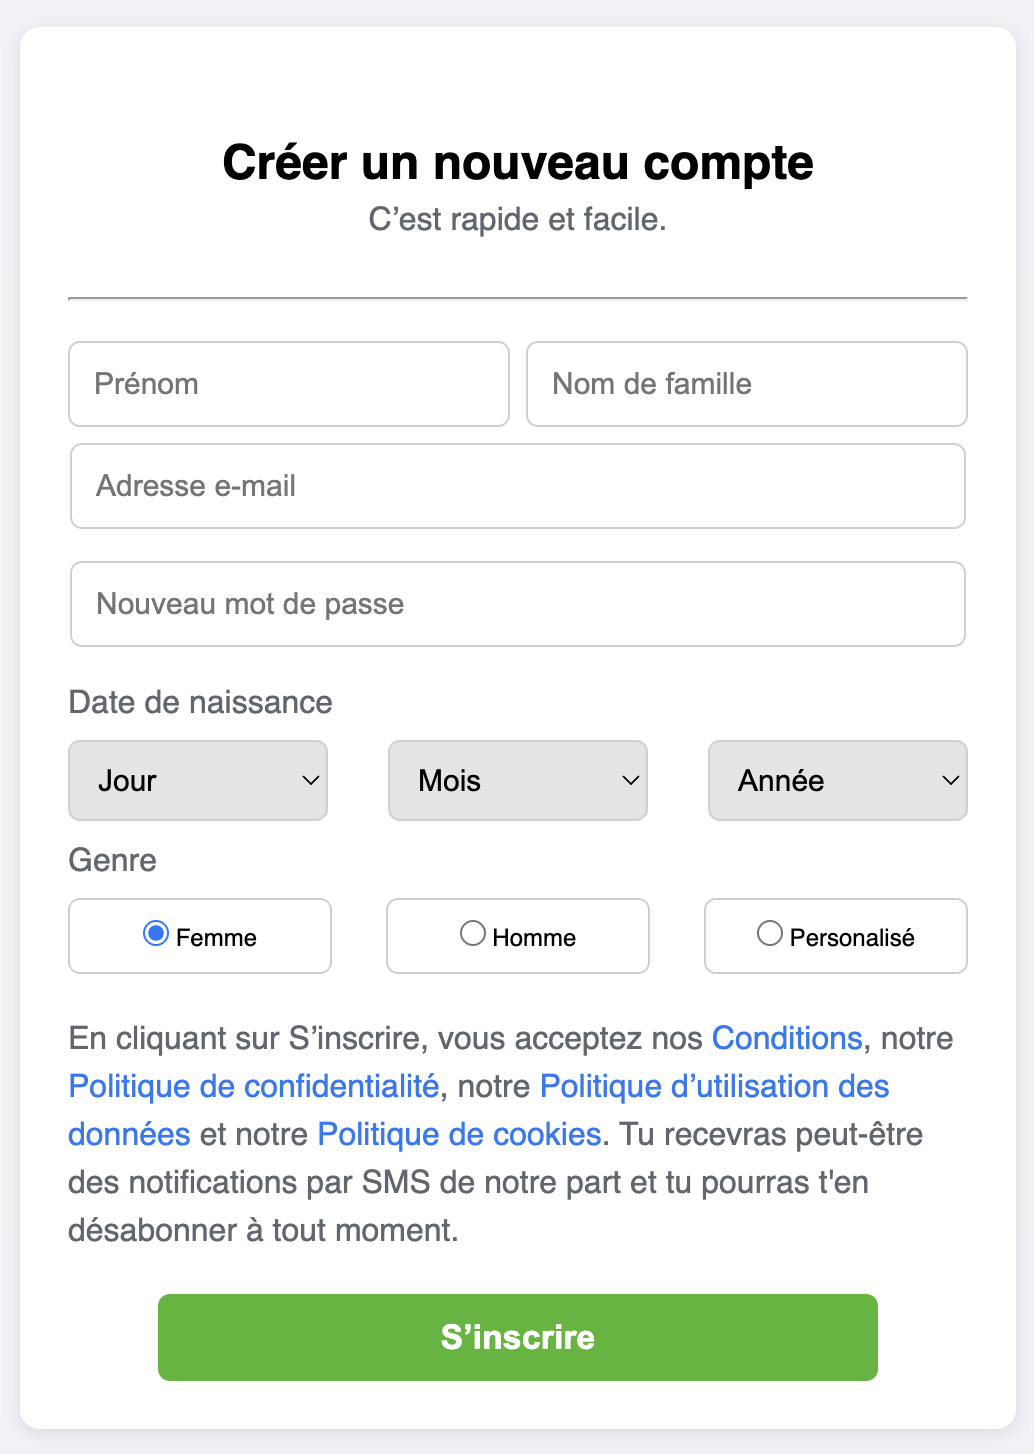 Créer un nouveau compte
C’est rapide et facile.
Prénom Nom de famille
Adresse e-mail
Nouveau mot de passe
Date de naissance
Jour Mois Année
Genre
Femme Homme Personalisé
En cliquant sur S’inscrire, vous acceptez nos Conditions, notre
Politique de confidentialité, notre Politique d’utilisation des
données et notre Politique de cookies. Tu recevras peut-être
des notifications par SMS de notre part et tu pourras t'en
désabonner à tout moment.
S’inscrire